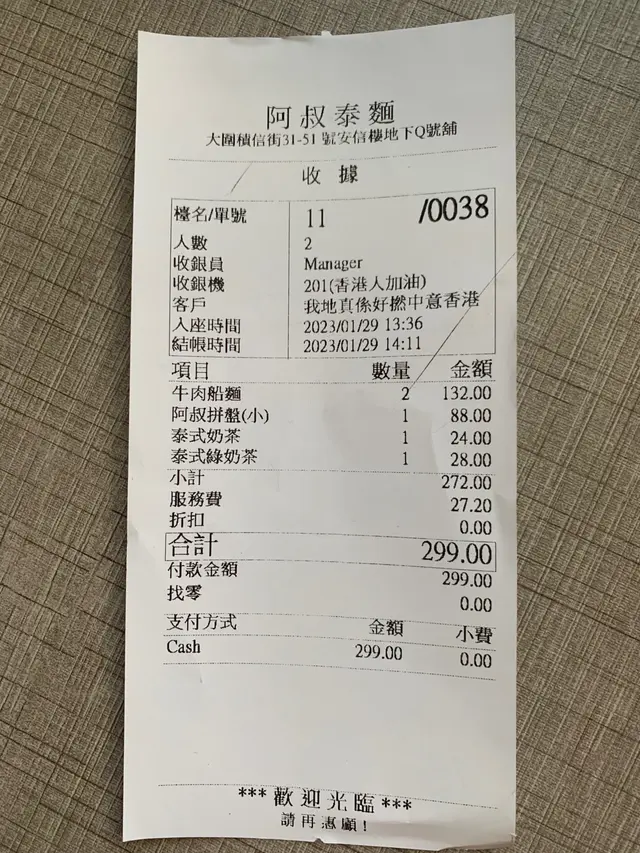 阿叔泰麵
大圍積信街31-51 號安信樓地下Q號舖
收據
檯名/單號 11 /0038
人數 2
收銀員 Manager
收銀機 201(香港人加油)
客戶 我地真係好撚中意香港
入座時間 2023/01/29 13:36
結帳時間 2023/01/29 14:11
項目 數量 金額
牛肉船麵 2 132.00
阿叔拼盤(小) 1 88.00
泰式奶茶 1 24.00
泰式綠奶茶 1 28.00
小計 272.00
服務費 27.20
折扣 0.00
合計 299.00
付款金額 299.00
找零 0.00
支付方式 金額 小費
Cash 299.00 0.00
*** 歡迎光臨 ***
請再惠顧！